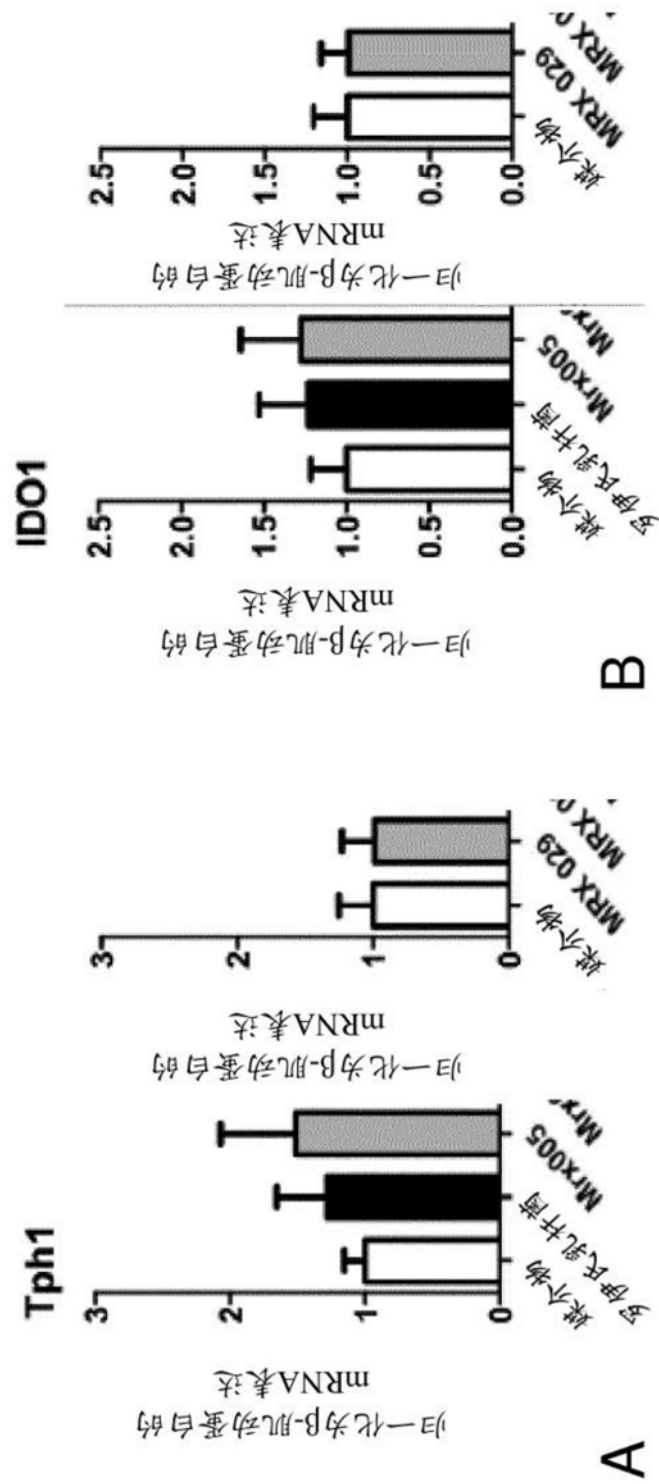 A
Tph1
归一化为β-肌动蛋白的
mRNA表达
3
2
1
0
媒介物
罗伊氏乳杆菌
Mrx005
Mrx
归一化为β-肌动蛋白的
mRNA表达
3
2
1
0
媒介物
MRX 029
MRX
B
IDO1
归一化为β-肌动蛋白的
mRNA表达
2.5
2.0
1.5
1.0
0.5
0.0
媒介物
罗伊氏乳杆菌
Mrx005
Mrx
归一化为β-肌动蛋白的
mRNA表达
2.5
2.0
1.5
1.0
0.5
0.0
媒介物
MRX 029
MRX